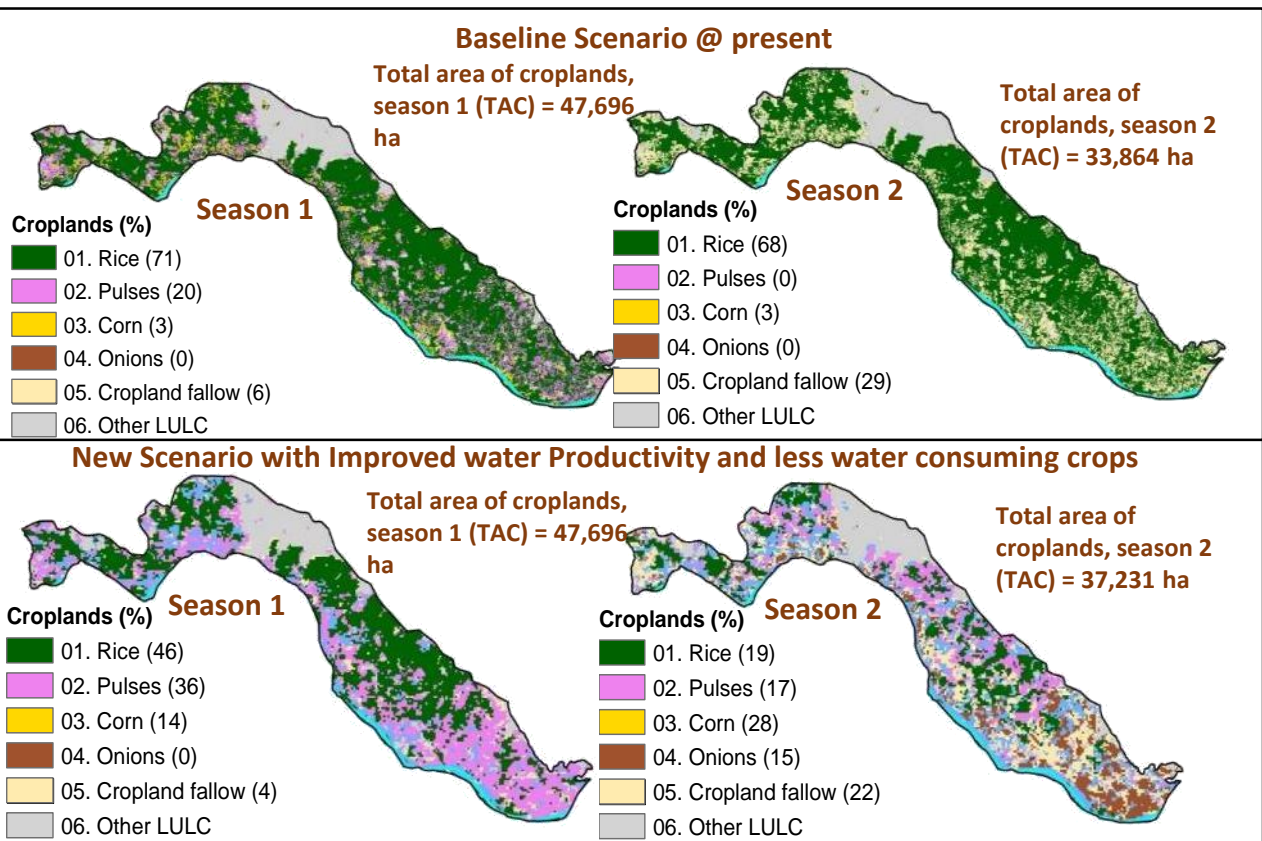 Baseline Scenario @ present
Total area of croplands,
season 1 (TAC) = 47,696
ha
Season 1
Croplands (%)
01. Rice (71)
02. Pulses (20)
03. Corn (3)
04. Onions (0)
05. Cropland fallow (6)
06. Other LULC
Total area of
croplands, season 2
(TAC) = 33,864 ha
Season 2
Croplands (%)
01. Rice (68)
02. Pulses (0)
03. Corn (3)
04. Onions (0)
05. Cropland fallow (29)
06. Other LULC
New Scenario with Improved water Productivity and less water consuming crops
Total area of croplands,
season 1 (TAC) = 47,696
ha
Season 1
Croplands (%)
01. Rice (46)
02. Pulses (36)
03. Corn (14)
04. Onions (0)
05. Cropland fallow (4)
06. Other LULC
Total area of
croplands, season 2
(TAC) = 37,231 ha
Season 2
Croplands (%)
01. Rice (19)
02. Pulses (17)
03. Corn (28)
04. Onions (15)
05. Cropland fallow (22)
06. Other LULC